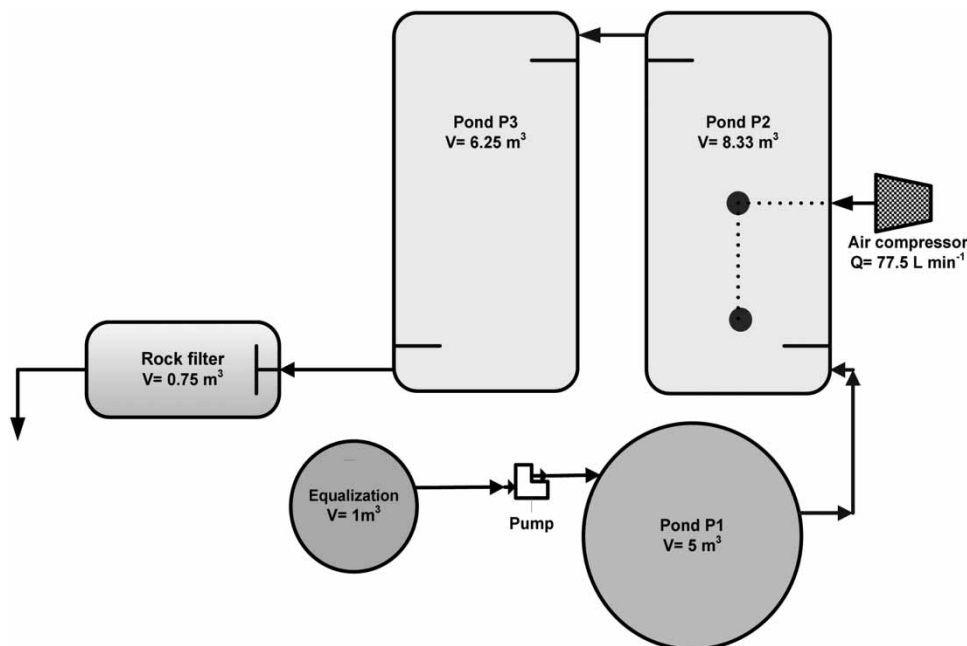 Pond P3
V= 6.25 m³
Pond P2
V= 8.33 m³
Air compressor
Q= 77.5 L min⁻¹
Rock filter
V= 0.75 m³
Equalization
V= 1m³
Pump
Pond P1
V= 5 m³